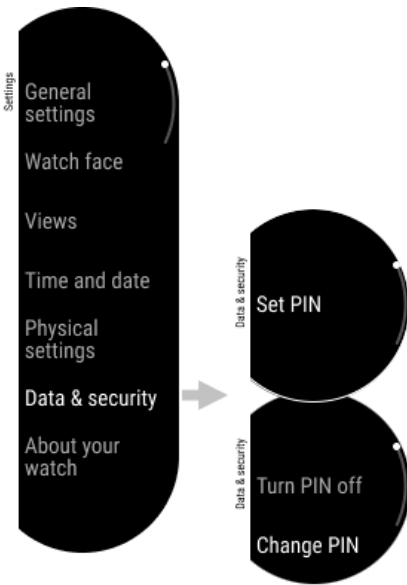 Settings
General
settings
Watch face
Views
Time and date
Physical
settings
Data & security
About your
watch
Data & security
Set PIN
Data & security
Turn PIN off
Change PIN